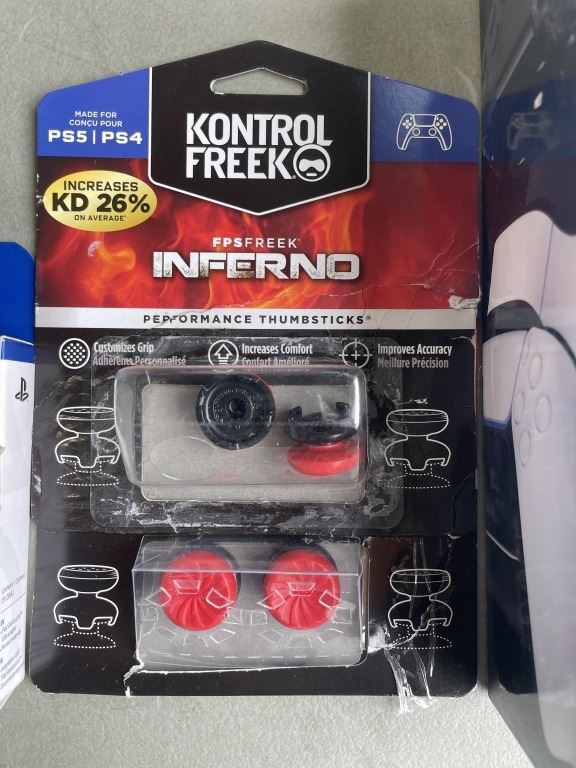 MADE FOR
CONÇU POUR
PS5 | PS4
KONTROL
FREEK
INCREASES
KD 26%
ON AVERAGE*
FPSFREEK
INFERNO
PERFORMANCE THUMBSTICKS®
Customizes Grip
Adhérence Personnalisé
Increases Comfort
Confort Amélioré
Improves Accuracy
Meilleure Précision